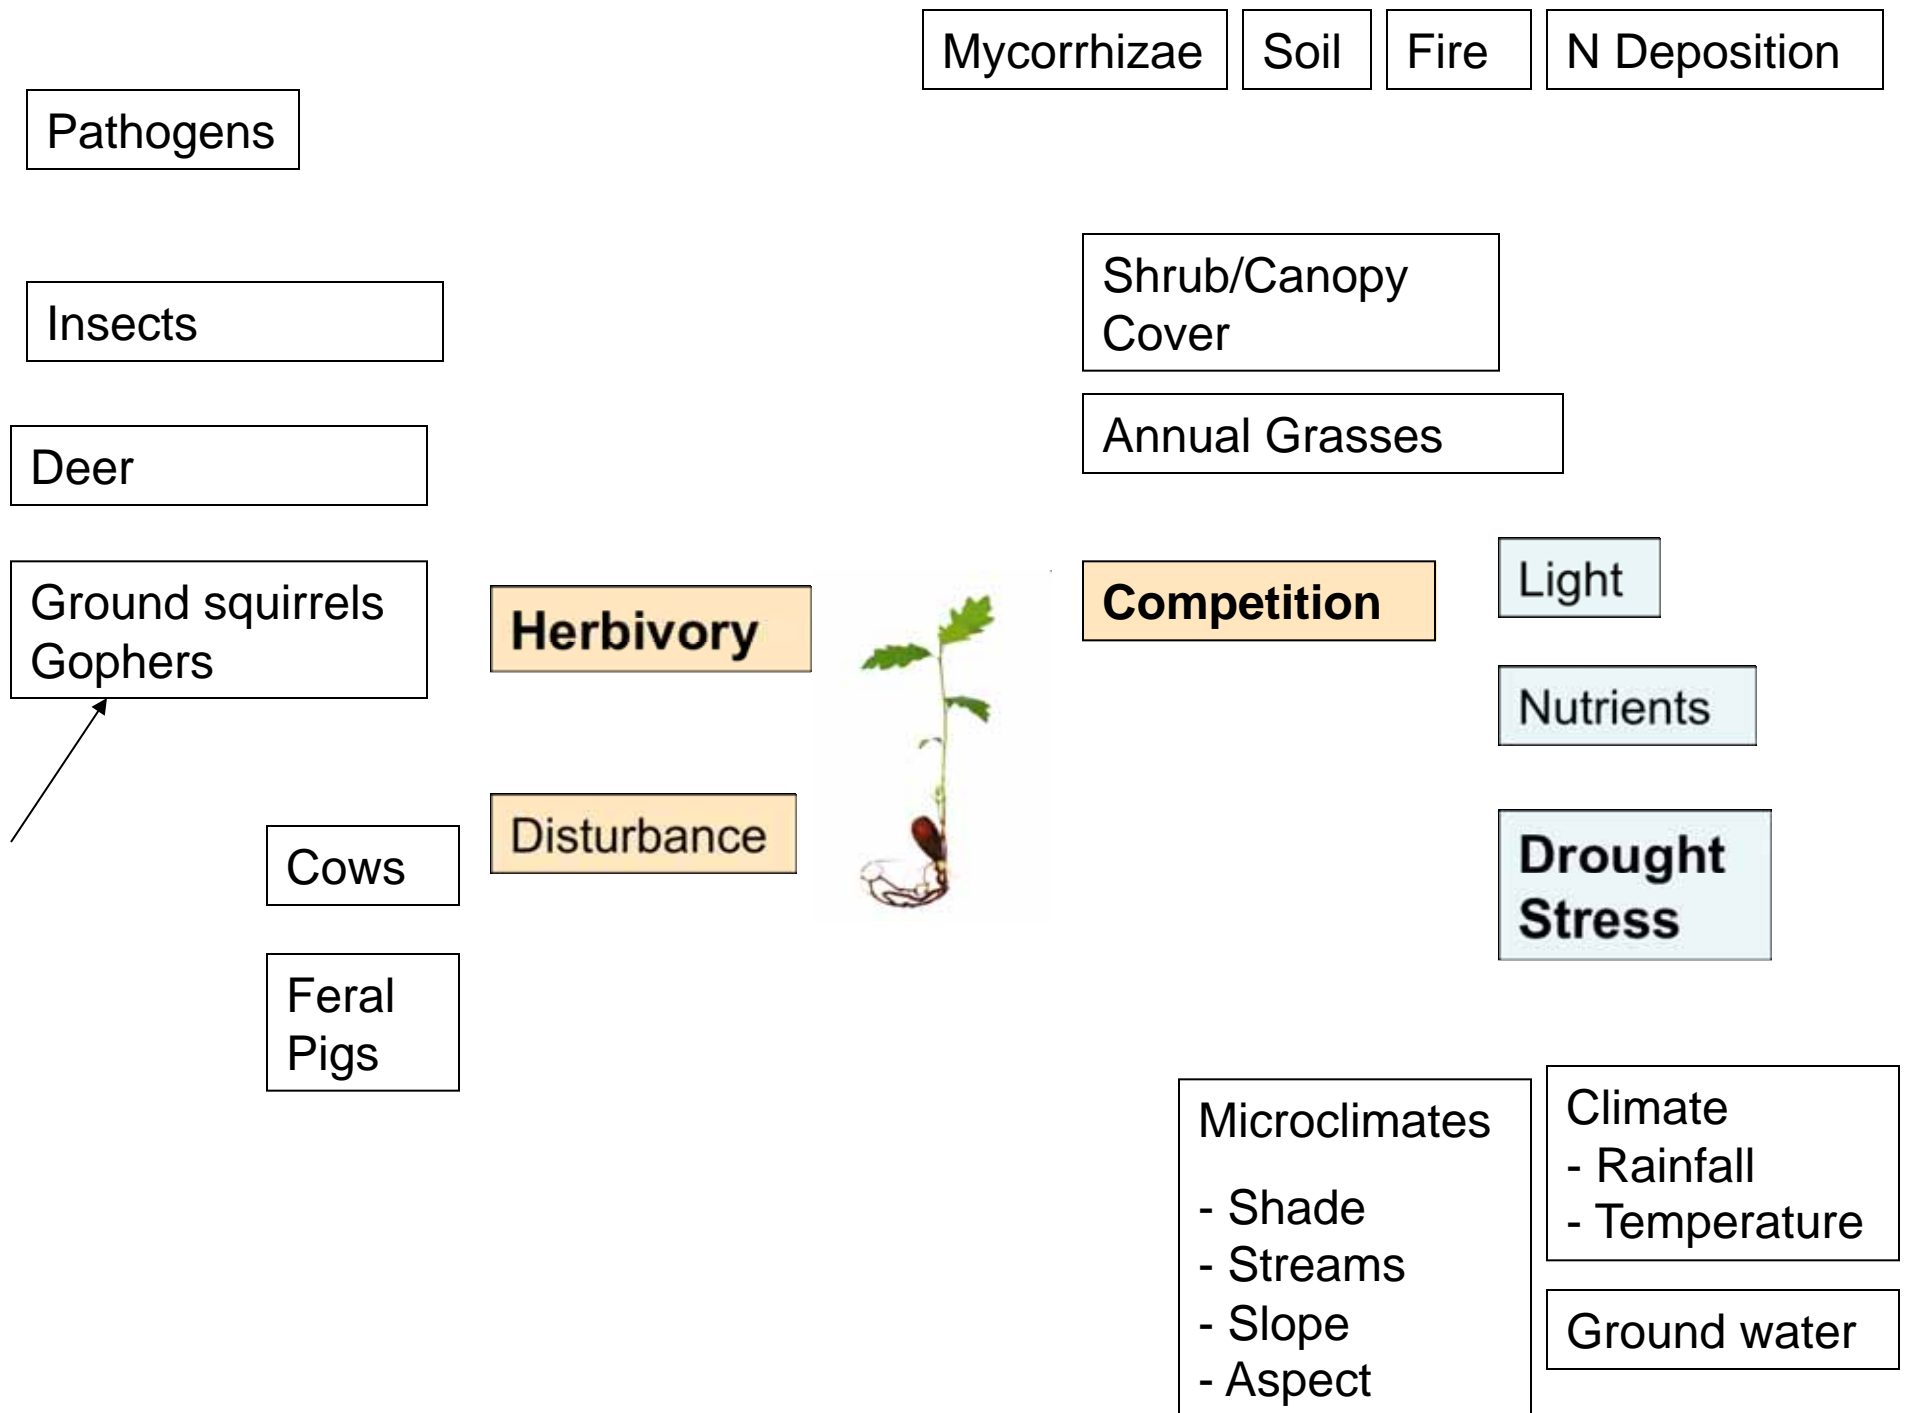 Mycorrhizae
Soil
Fire
N Deposition
Pathogens
Insects
Deer
Ground squirrels
Gophers
Shrub/Canopy
Cover
Annual Grasses
Herbivory
Competition
Light
Nutrients
Disturbance
Drought
Stress
Cows
Feral
Pigs
Microclimates
- Shade
- Streams
- Slope
- Aspect
Climate
- Rainfall
- Temperature
Ground water